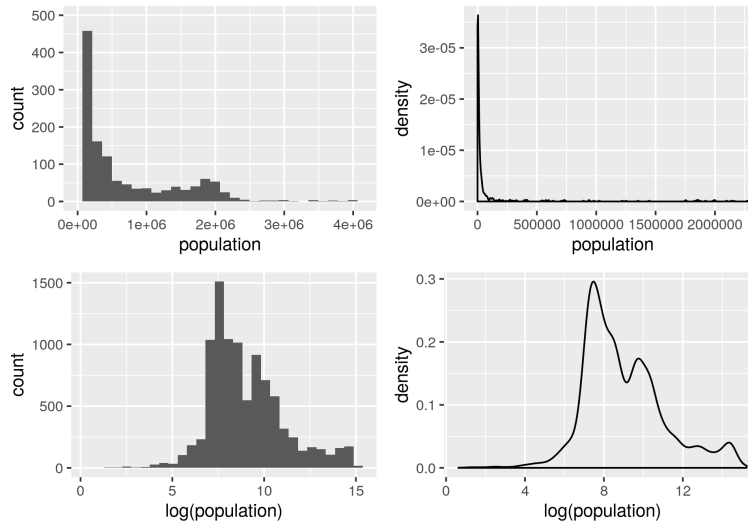 500
400
300
200
100
0
count
0e+00 1e+06 2e+06 3e+06 4e+06
population
3e-05
2e-05
1e-05
0e+00
density
0 500000 1000000 1500000 2000000
population
1500
1000
500
0
count
0 5 10 15
log(population)
0.3
0.2
0.1
0.0
density
0 4 8 12
log(population)